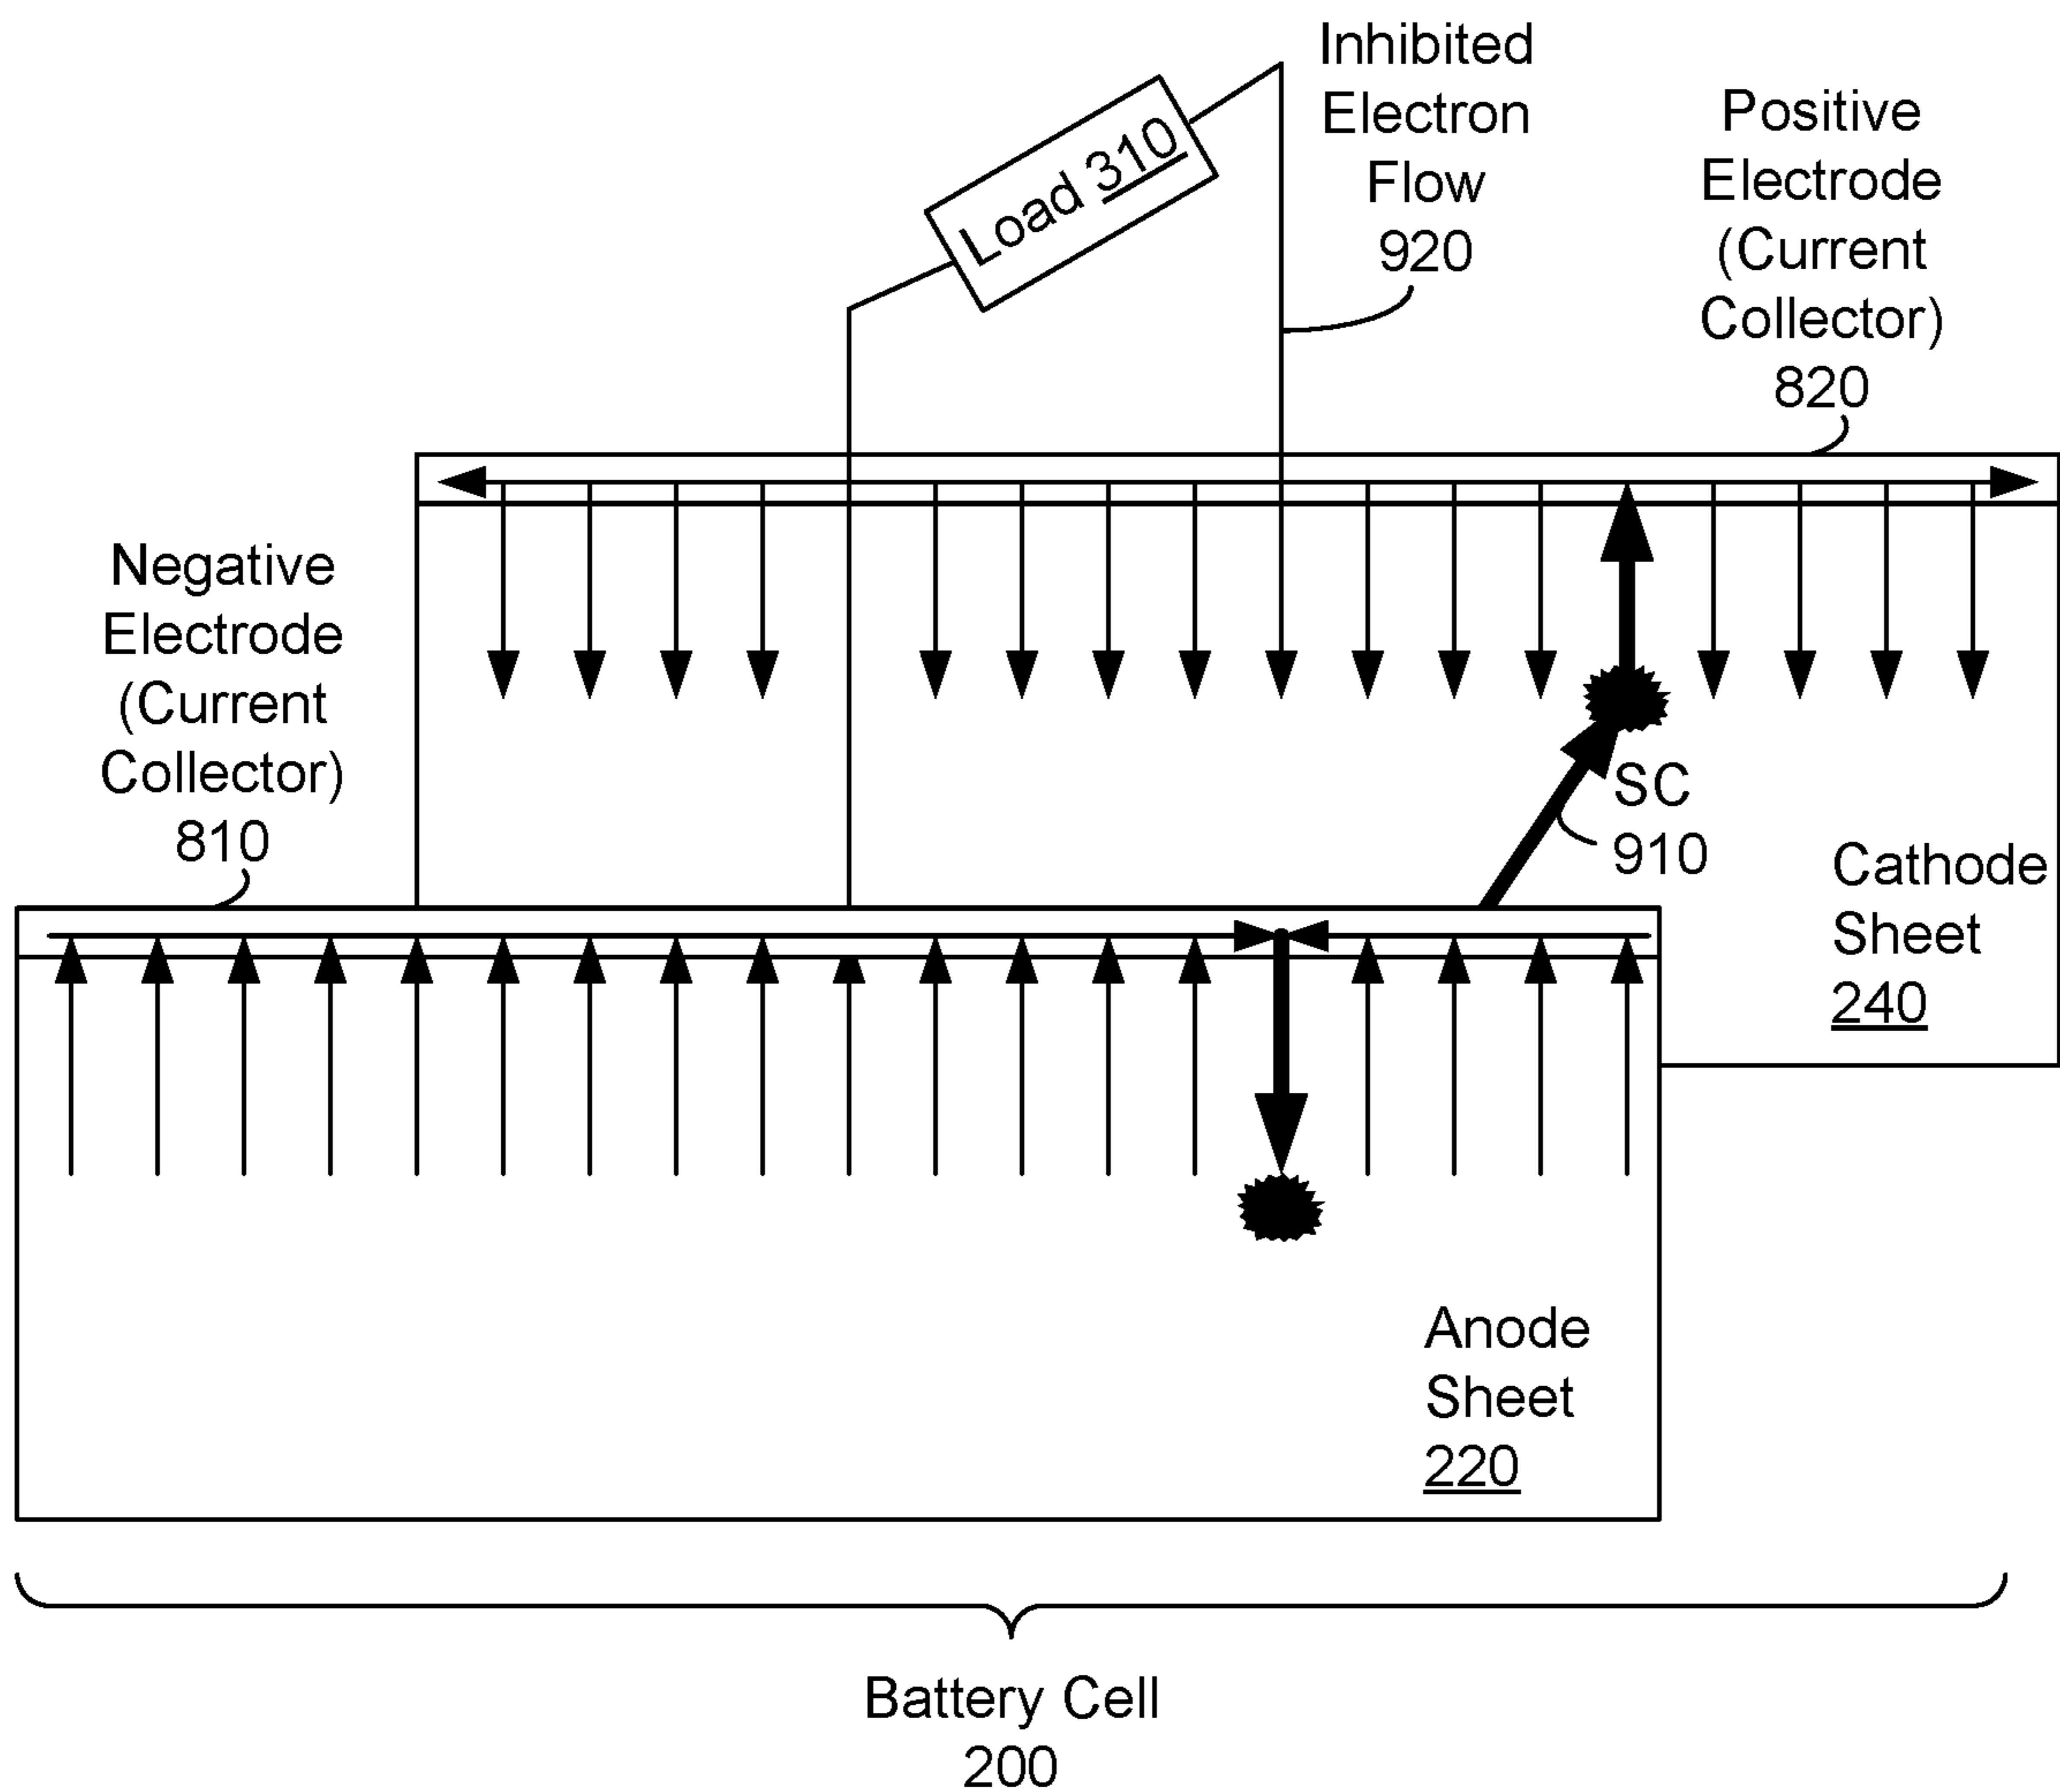 Inhibited
Electron
Flow
920
Positive
Electrode
(Current
Collector)
820
Load 310
Negative
Electrode
(Current
Collector)
810
SC
910
Cathode
Sheet
240
Anode
Sheet
220
Battery Cell
200